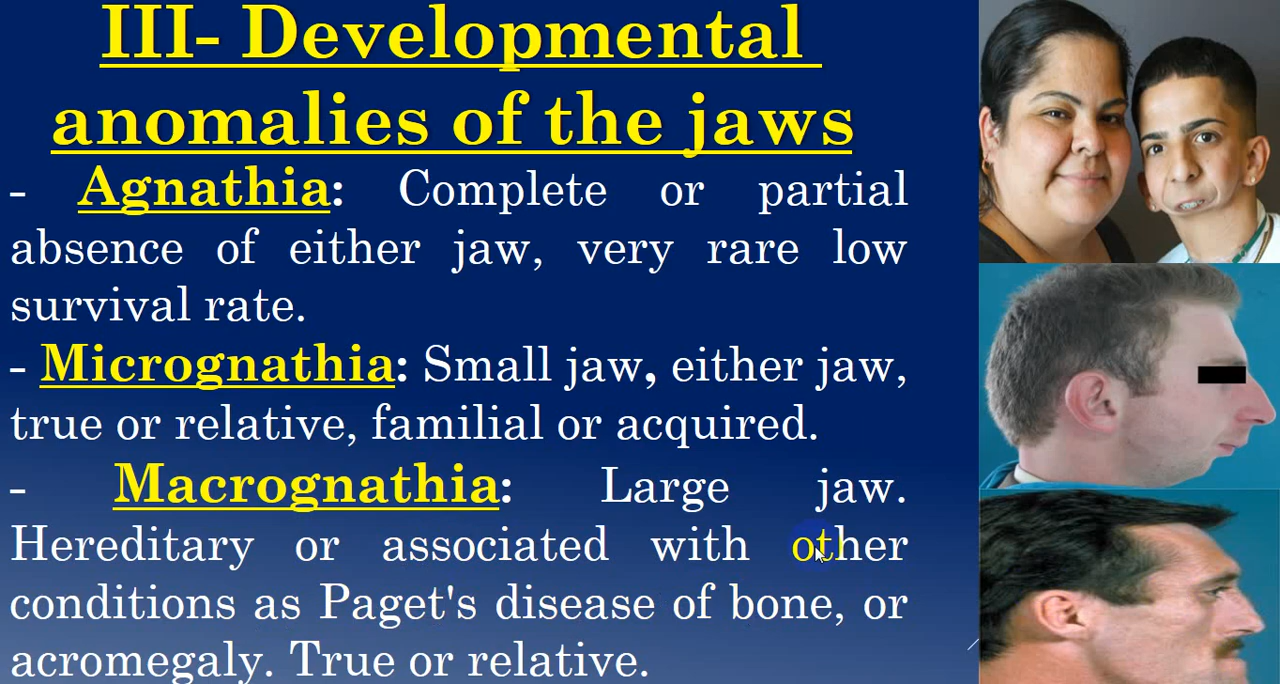 III- Developmental
anomalies of the jaws
- Agnathia: Complete or partial
absence of either jaw, very rare low
survival rate.
- Micrognathia: Small jaw, either jaw,
true or relative, familial or acquired.
- Macrognathia: Large jaw.
Hereditary or associated with other
conditions as Paget's disease of bone, or
acromegaly. True or relative.